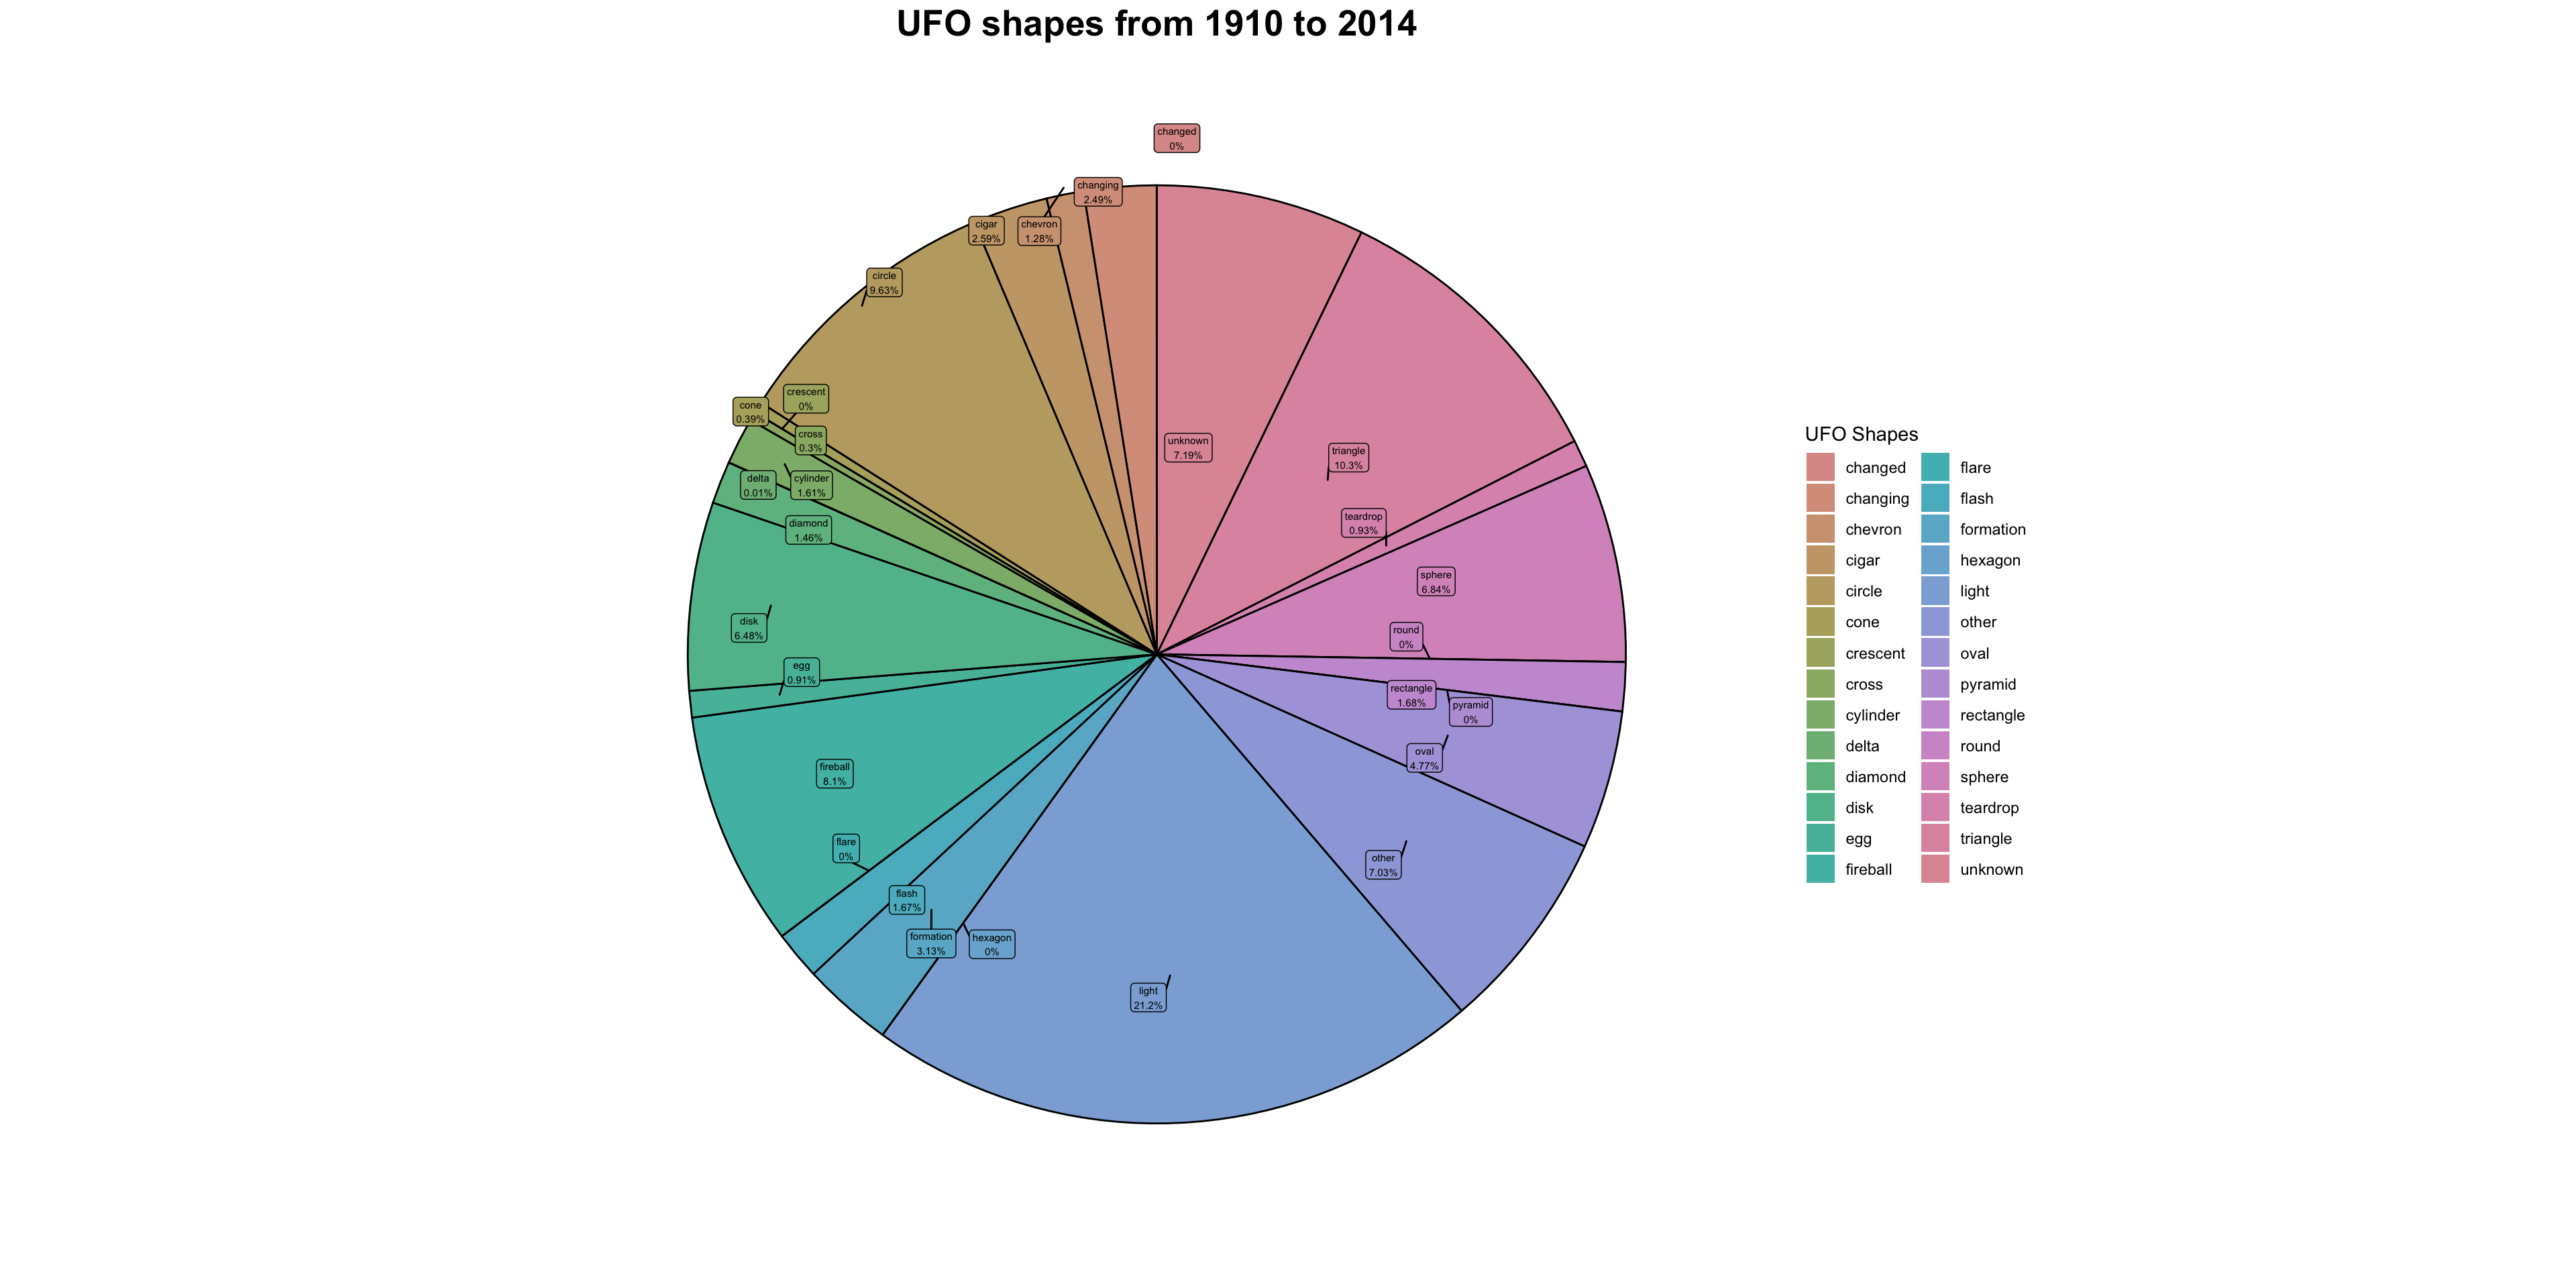 UFO shapes from 1910 to 2014
changed
0%
changing
2.49%
chevron
1.28%
cigar
2.59%
circle
9.63%
cone
0.39%
crescent
0%
cross
0.3%
cylinder
1.61%
delta
0.01%
diamond
1.46%
disk
6.48%
egg
0.91%
fireball
8.1%
flare
0%
flash
1.67%
formation
3.13%
hexagon
0%
light
21.2%
other
7.03%
oval
4.77%
pyramid
0%
rectangle
1.68%
round
0%
sphere
6.84%
teardrop
0.93%
triangle
10.3%
unknown
7.19%
UFO Shapes
changed
changing
chevron
cigar
circle
cone
crescent
cross
cylinder
delta
diamond
disk
egg
fireball
flare
flash
formation
hexagon
light
other
oval
pyramid
rectangle
round
sphere
teardrop
triangle
unknown